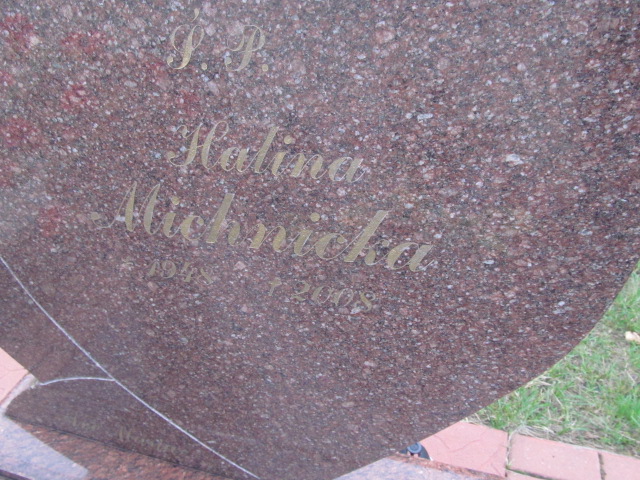 Ś. P.
Halina
Michnicka
* 1948 † 2008